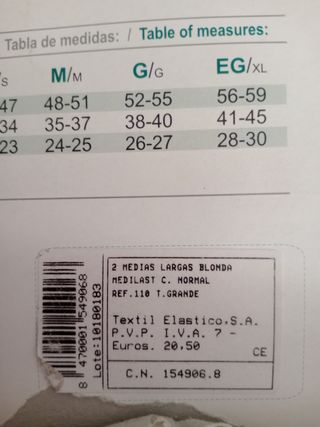 Tabla de medidas: / Table of measures:
/S M/M G/G EG/XL
47 48-51 52-55 56-59
34 35-37 38-40 41-45
23 24-25 26-27 28-30
2 MEDIAS LARGAS BLONDA
MEDILAST C. NORMAL
REF.110 T.GRANDE
Textil Elastico,S.A.
P.V.P. I.V.A. 7 -
Euros. 20,50
CE
C.N. 154906.8
8 470001 549068
Lote:10180183